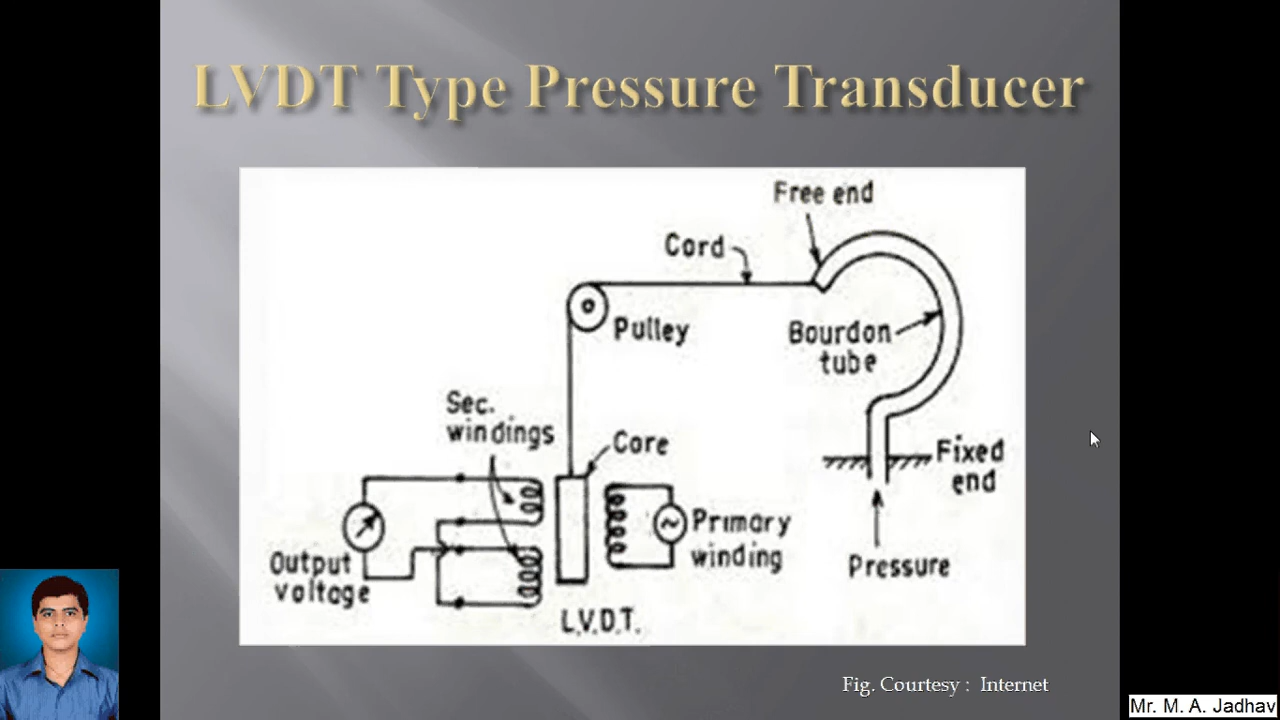 LVDT Type Pressure Transducer
Free end
Cord
Pulley
Bourdon
tube
Sec.
windings
Core
Fixed
end
Primary
winding
Output
voltage
Pressure
L.V.D.T.
Fig. Courtesy : Internet
Mr. M. A. Jadhav